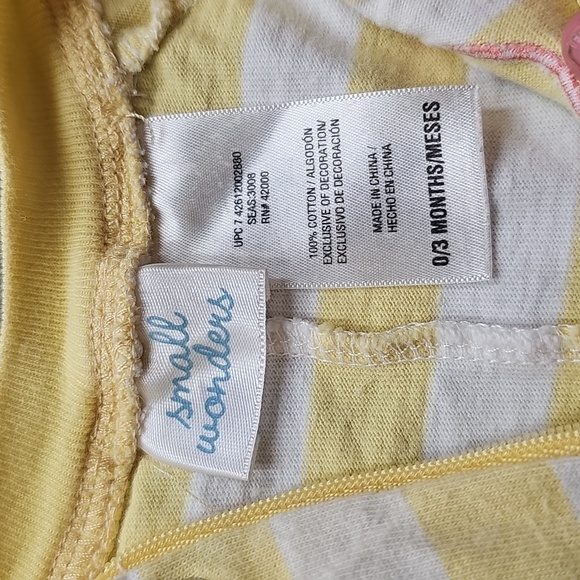 UPC 7 42612002880
SEAS:3006
RN# 42000
100% COTTON / ALGODÓN
EXCLUSIVE OF DECORATION/
EXCLUSIVO DE DECORACIÓN
MADE IN CHINA /
HECHO EN CHINA
0/3 MONTHS/MESES
small
wonders